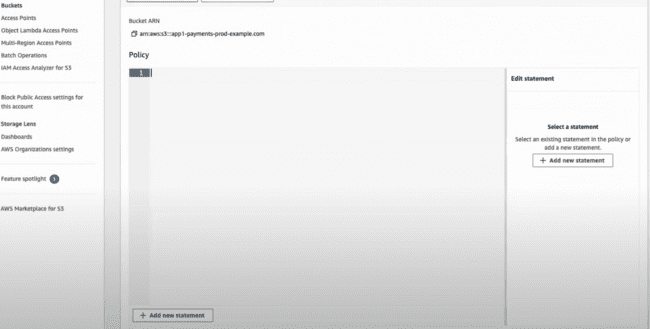 Buckets
Access Points
Object Lambda Access Points
Multi-Region Access Points
Batch Operations
IAM Access Analyzer for S3
Block Public Access settings for
this account
Storage Lens
Dashboards
AWS Organizations settings
Feature spotlight
AWS Marketplace for S3
Bucket ARN
arn:aws:s3:::app1-payments-prod-example.com
Policy
1
Edit statement
Select a statement
Select an existing statement in the policy or
add a new statement.
+ Add new statement
+ Add new statement